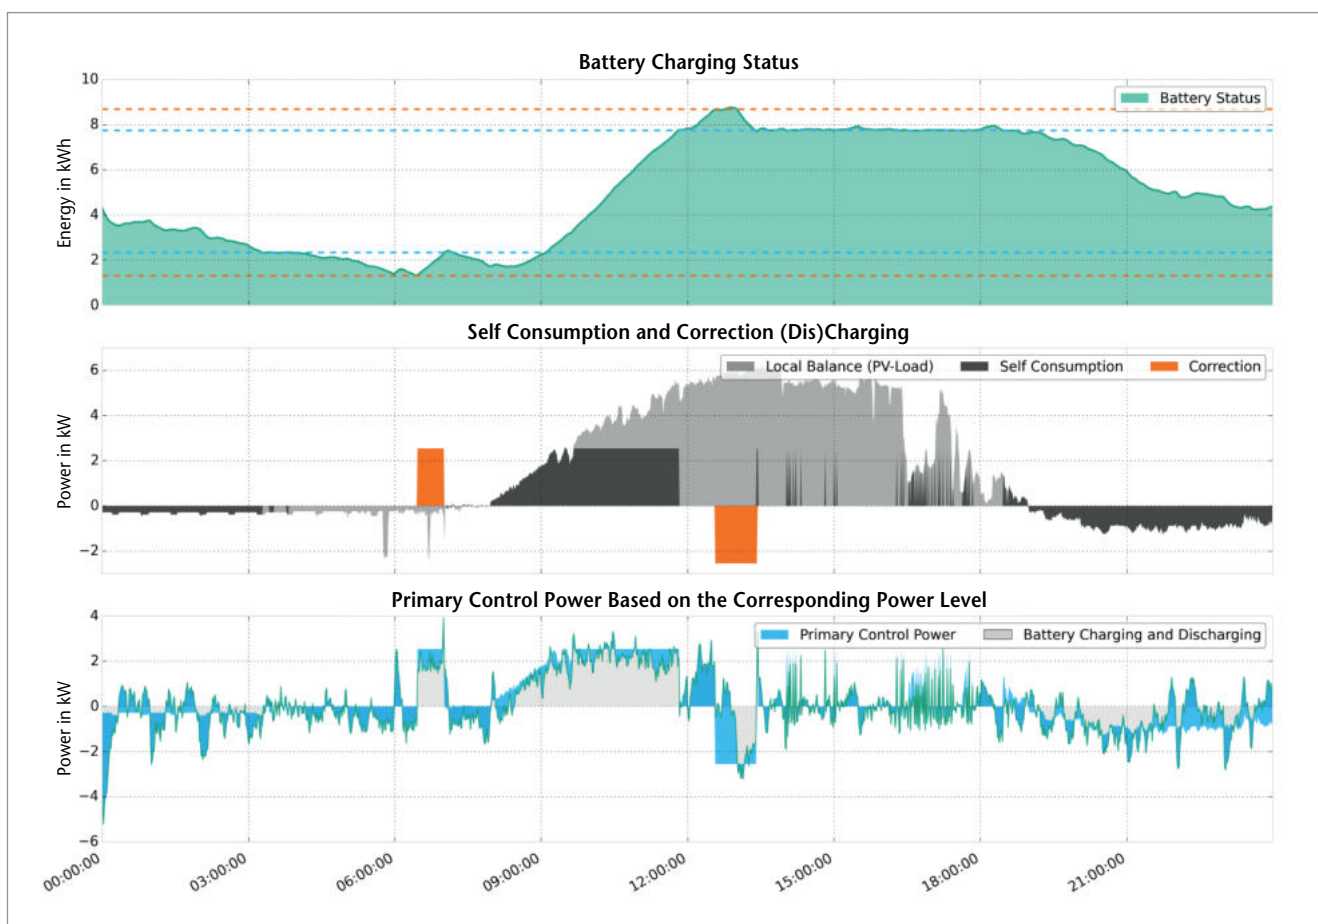 Battery Charging Status
10
8
6
4
2
0
Energy in kWh
Battery Status
Self Consumption and Correction (Dis)Charging
6
4
2
0
−2
Power in kW
Local Balance (PV-Load) Self Consumption Correction
Primary Control Power Based on the Corresponding Power Level
4
2
0
−2
−4
−6
Power in kW
Primary Control Power Battery Charging and Discharging
00:00:00 03:00:00 06:00:00 09:00:00 12:00:00 15:00:00 18:00:00 21:00:00